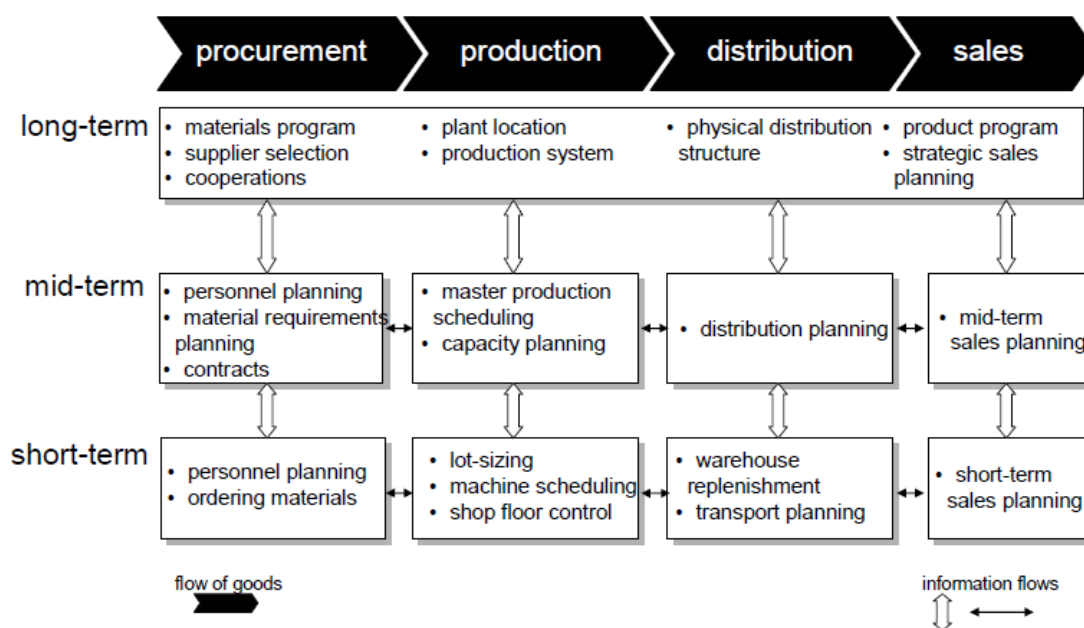 procurement
production
distribution
sales
long-term
• materials program
• supplier selection
• cooperations
• plant location
• production system
• physical distribution
structure
• product program
• strategic sales
planning
mid-term
• personnel planning
• material requirements
planning
• contracts
• master production
scheduling
• capacity planning
• distribution planning
• mid-term
sales planning
short-term
• personnel planning
• ordering materials
• lot-sizing
• machine scheduling
• shop floor control
• warehouse
replenishment
• transport planning
• short-term
sales planning
flow of goods
information flows